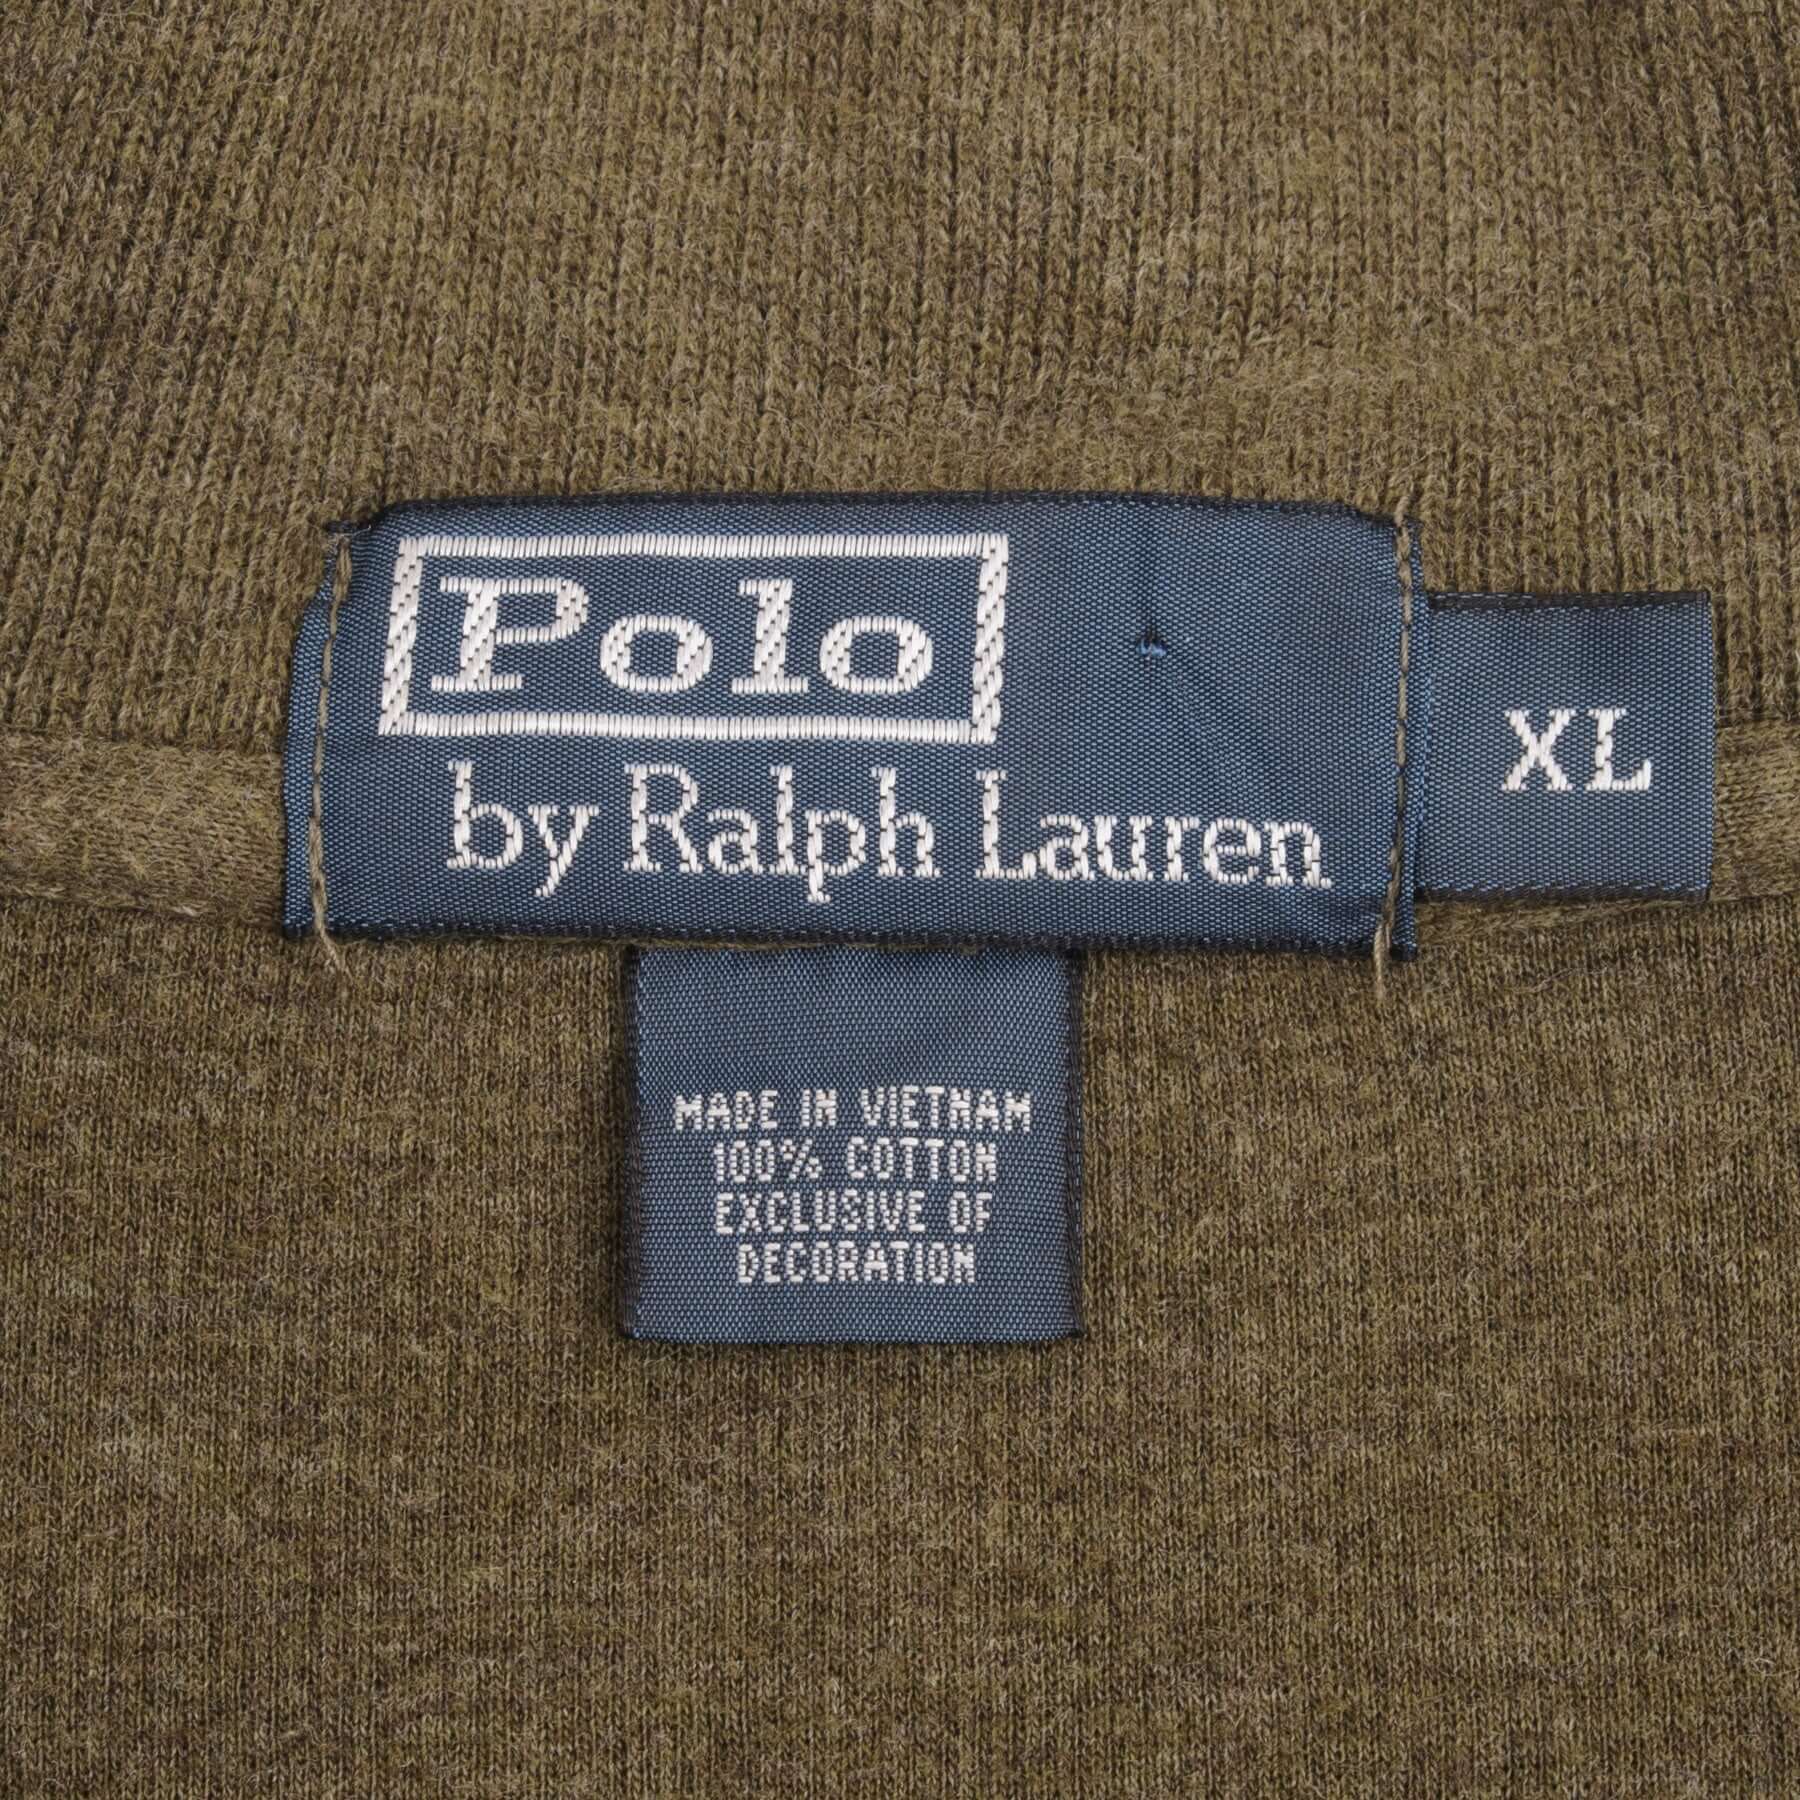 Polo
by Ralph Lauren
XL
MADE IN VIETNAM
100% COTTON
EXCLUSIVE OF
DECORATION